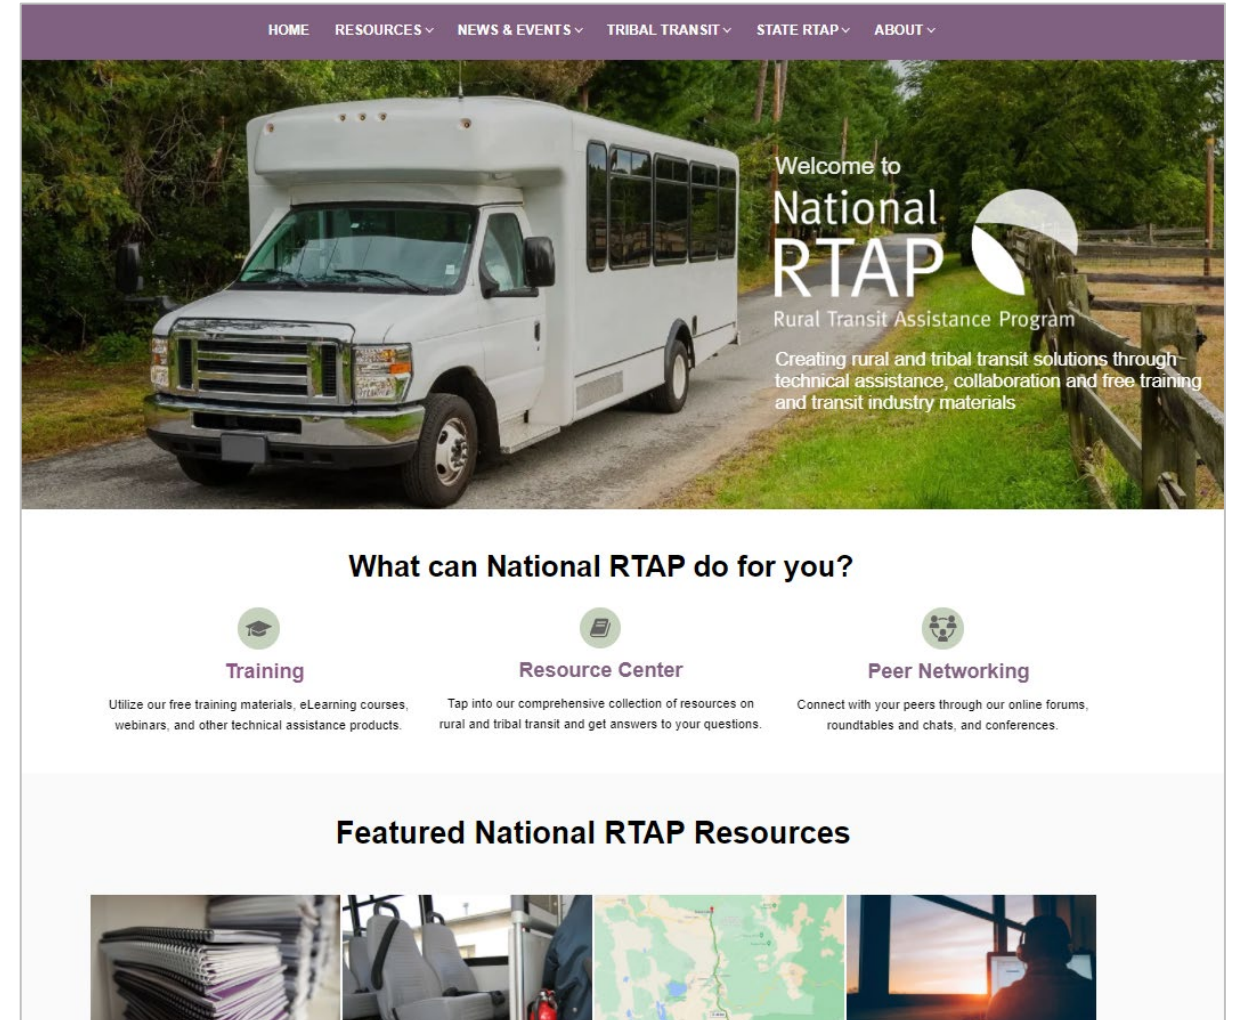 HOME RESOURCES NEWS & EVENTS TRIBAL TRANSIT STATE RTAP ABOUT
Welcome to
National
RTAP
Rural Transit Assistance Program
Creating rural and tribal transit solutions through
technical assistance, collaboration and free training
and transit industry materials
What can National RTAP do for you?
Training
Utilize our free training materials, eLearning courses,
webinars, and other technical assistance products.
Resource Center
Tap into our comprehensive collection of resources on
rural and tribal transit and get answers to your questions.
Peer Networking
Connect with your peers through our online forums,
roundtables and chats, and conferences.
Featured National RTAP Resources